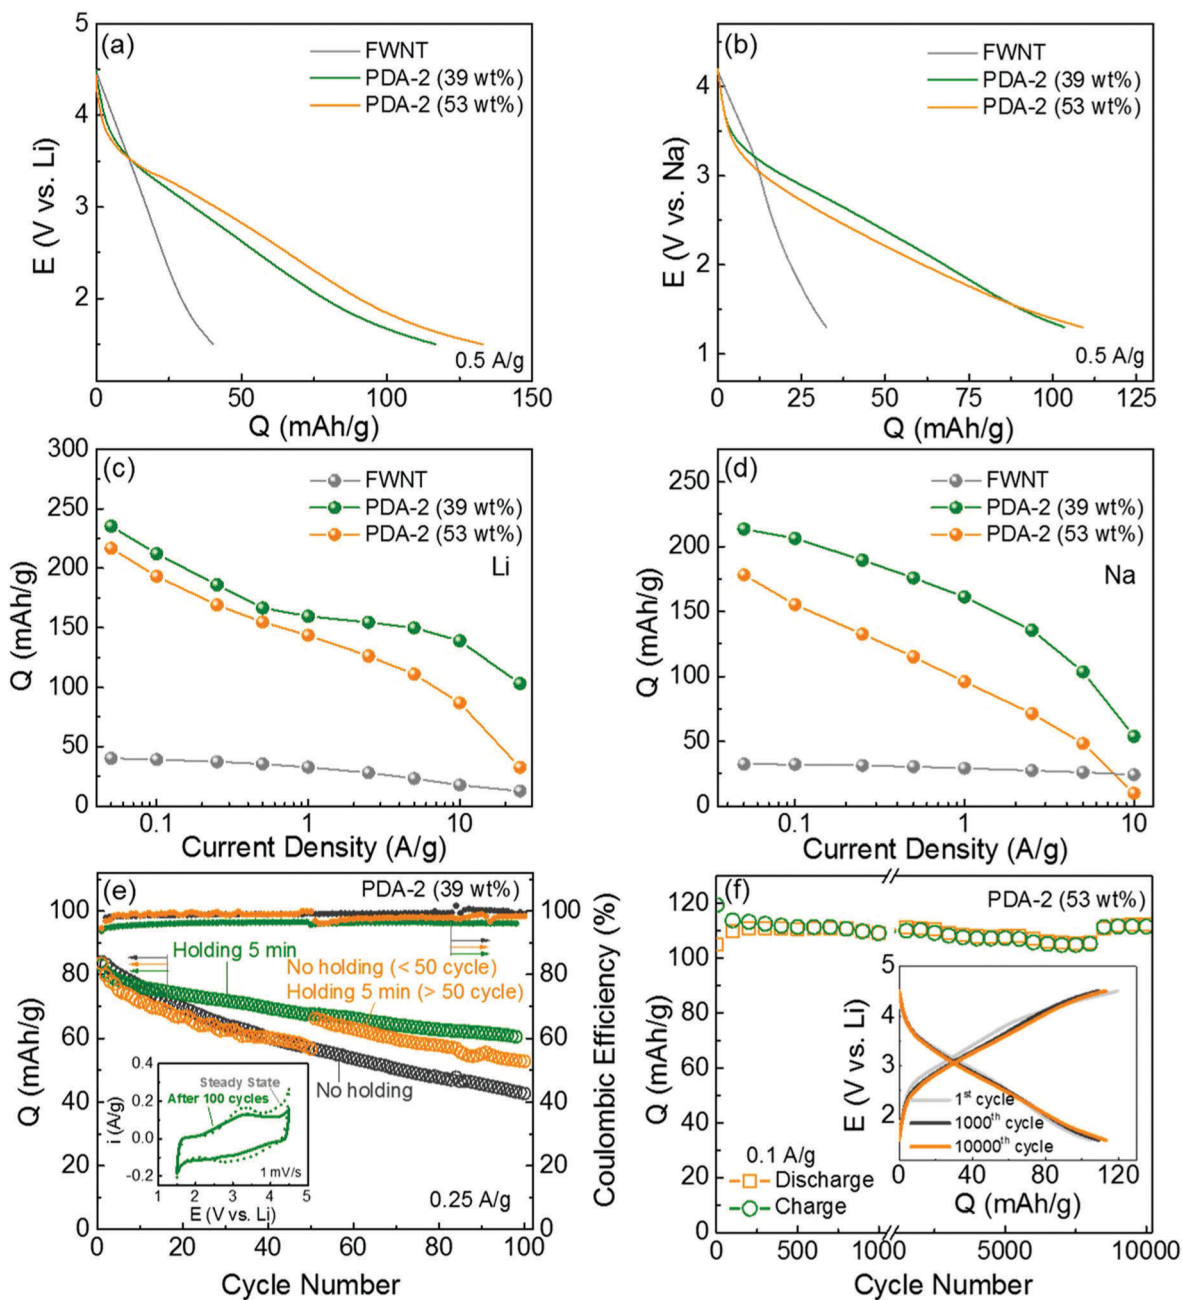 (a)
FWNT
PDA-2 (39 wt%)
PDA-2 (53 wt%)
5
4
3
2
E (V vs. Li)
0.5 A/g
0
50
100
150
Q (mAh/g)
(b)
FWNT
PDA-2 (39 wt%)
PDA-2 (53 wt%)
4
3
2
1
E (V vs. Na)
0.5 A/g
0
25
50
75
100
125
Q (mAh/g)
(c)
FWNT
PDA-2 (39 wt%)
PDA-2 (53 wt%)
Li
300
250
200
150
100
50
0
Q (mAh/g)
0.1
1
10
Current Density (A/g)
(d)
FWNT
PDA-2 (39 wt%)
PDA-2 (53 wt%)
Na
250
200
150
100
50
0
Q (mAh/g)
0.1
1
10
Current Density (A/g)
(e)
PDA-2 (39 wt%)
100
80
60
40
20
0
Q (mAh/g)
Holding 5 min
No holding (< 50 cycle)
Holding 5 min (> 50 cycle)
No holding
0.4
0.2
0.0
-0.2
i (A/g)
Steady State
After 100 cycles
1 mV/s
1
2
3
4
5
E (V vs. Li)
0.25 A/g
100
80
60
40
20
0
Coulombic Efficiency (%)
0
20
40
60
80
100
Cycle Number
(f)
PDA-2 (53 wt%)
120
100
80
60
40
20
0
Q (mAh/g)
5
4
3
2
E (V vs. Li)
1st cycle
1000th cycle
10000th cycle
0
40
80
120
Q (mAh/g)
0.1 A/g
Discharge
Charge
0
500
1000
5000
10000
Cycle Number